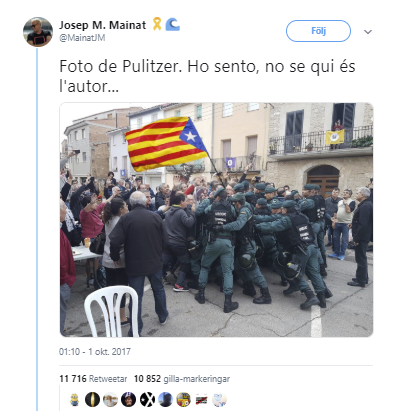 Josep M. Mainat
@MainatJM
Följ
Foto de Pulitzer. Ho sento, no se qui és
l'autor...
01:10 - 1 okt. 2017
11 716 Retweetar 10 852 gilla-markeringar